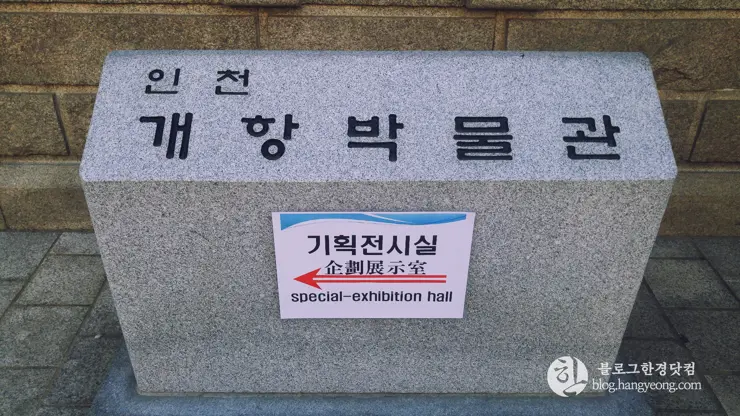 인천
개항박물관
기획전시실
企劃展示室
special-exhibition hall
한
블로그한경닷컴
blog.hangyeong.com